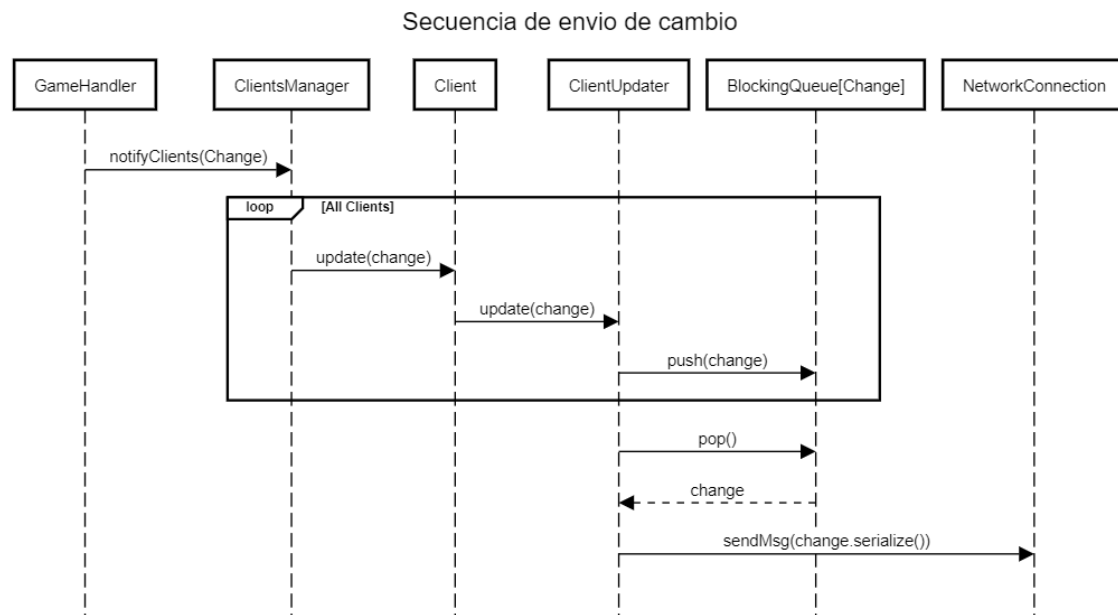 Secuencia de envio de cambio
GameHandler
ClientsManager
Client
ClientUpdater
BlockingQueue[Change]
NetworkConnection
notifyClients(Change)
loop
[All Clients]
update(change)
update(change)
push(change)
pop()
change
sendMsg(change.serialize())